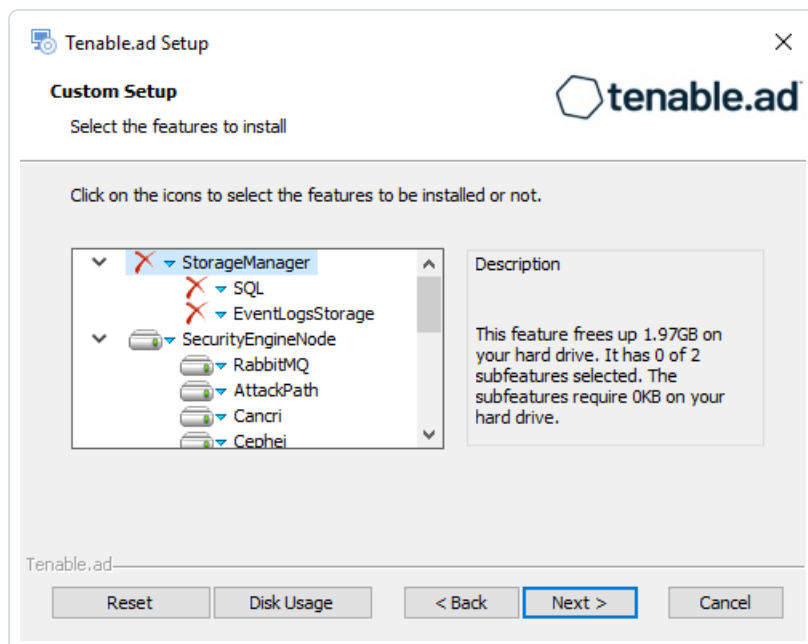 Tenable.ad Setup
Custom Setup
tenable.ad
Select the features to install
Click on the icons to select the features to be installed or not.
StorageManager
SQL
EventLogsStorage
SecurityEngineNode
RabbitMQ
AttackPath
Cancri
Cephei
Description
This feature frees up 1.97GB on
your hard drive. It has 0 of 2
subfeatures selected. The
subfeatures require 0KB on your
hard drive.
Tenable.ad
Reset
Disk Usage
< Back
Next >
Cancel